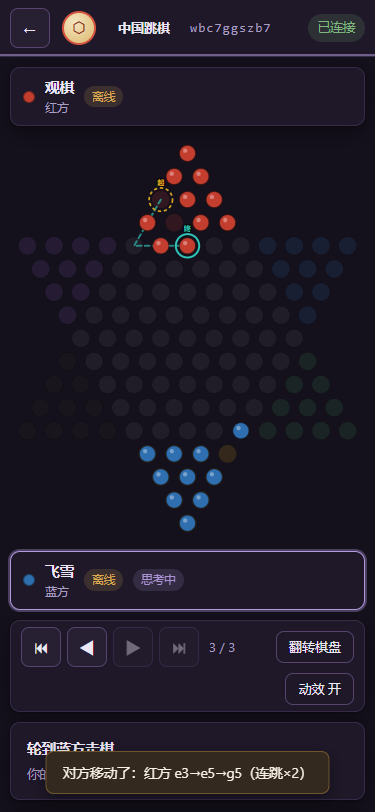 ←
中国跳棋
wbc7ggszb7
已连接
观棋
离线
红方
起
终
飞雪
离线
思考中
蓝方
3 / 3
翻转棋盘
动效 开
轮到蓝方走棋
对方移动了：红方 e3→e5→g5（连跳×2）